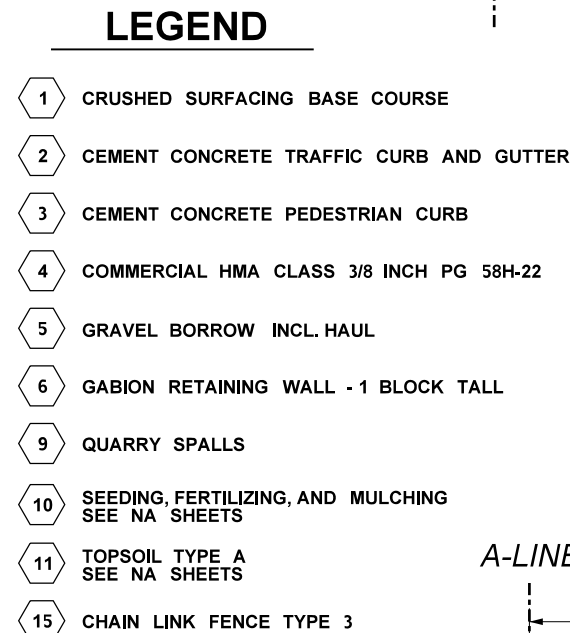 LEGEND
1 CRUSHED SURFACING BASE COURSE
2 CEMENT CONCRETE TRAFFIC CURB AND GUTTER
3 CEMENT CONCRETE PEDESTRIAN CURB
4 COMMERCIAL HMA CLASS 3/8 INCH PG 58H-22
5 GRAVEL BORROW INCL. HAUL
6 GABION RETAINING WALL - 1 BLOCK TALL
9 QUARRY SPALLS
10 SEEDING, FERTILIZING, AND MULCHING
SEE NA SHEETS
11 TOPSOIL TYPE A
SEE NA SHEETS
A-LINE
15 CHAIN LINK FENCE TYPE 3